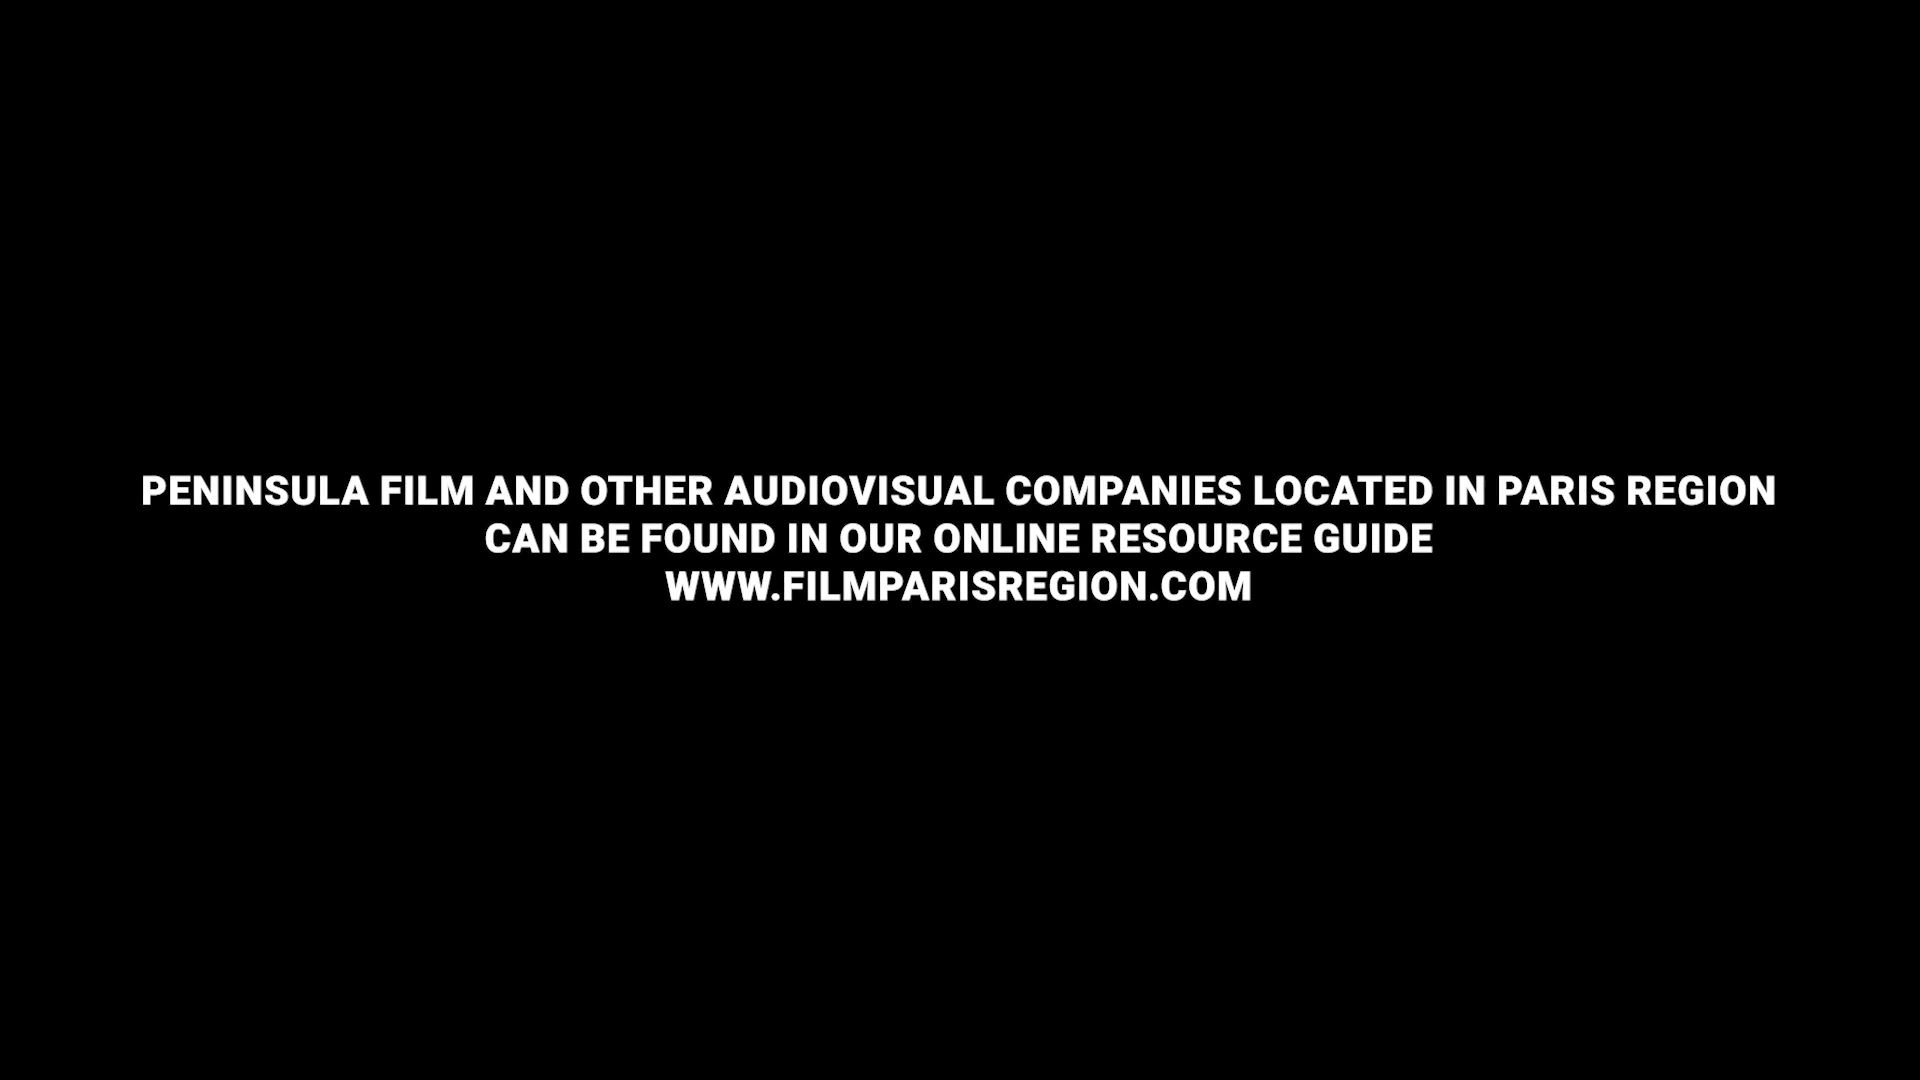 PENINSULA FILM AND OTHER AUDIOVISUAL COMPANIES LOCATED IN PARIS REGION
CAN BE FOUND IN OUR ONLINE RESOURCE GUIDE
WWW.FILMPARISREGION.COM